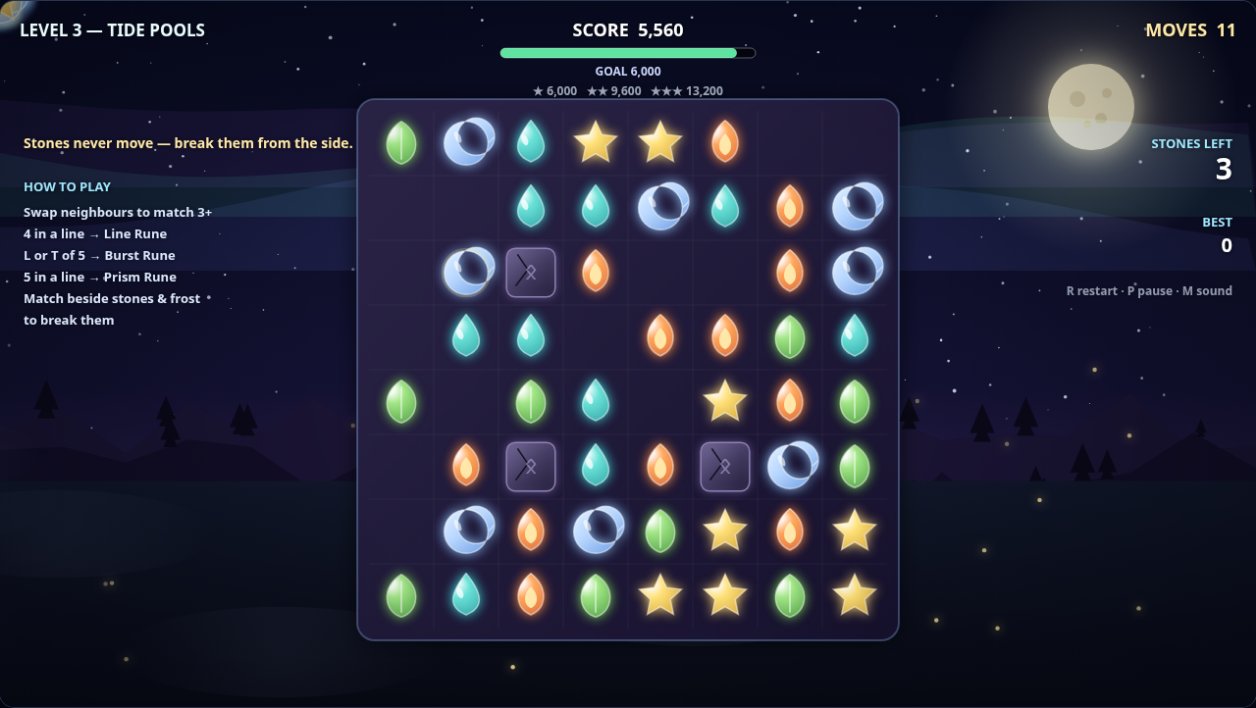 LEVEL 3 — TIDE POOLS
SCORE 5,560
MOVES 11
GOAL 6,000
★ 6,000 ★★ 9,600 ★★★ 13,200
Stones never move — break them from the side.
HOW TO PLAY
Swap neighbours to match 3+
4 in a line → Line Rune
L or T of 5 → Burst Rune
5 in a line → Prism Rune
Match beside stones & frost
to break them
STONES LEFT
3
BEST
0
R restart · P pause · M sound